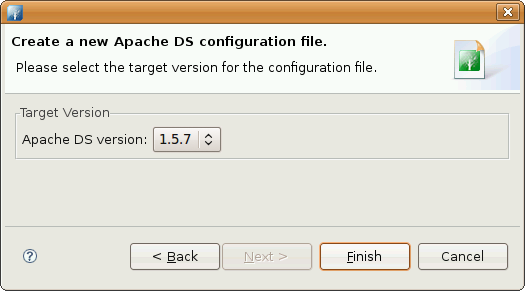 Create a new Apache DS configuration file.
Please select the target version for the configuration file.
Target Version
Apache DS version: 1.5.7
? < Back Next > Finish Cancel